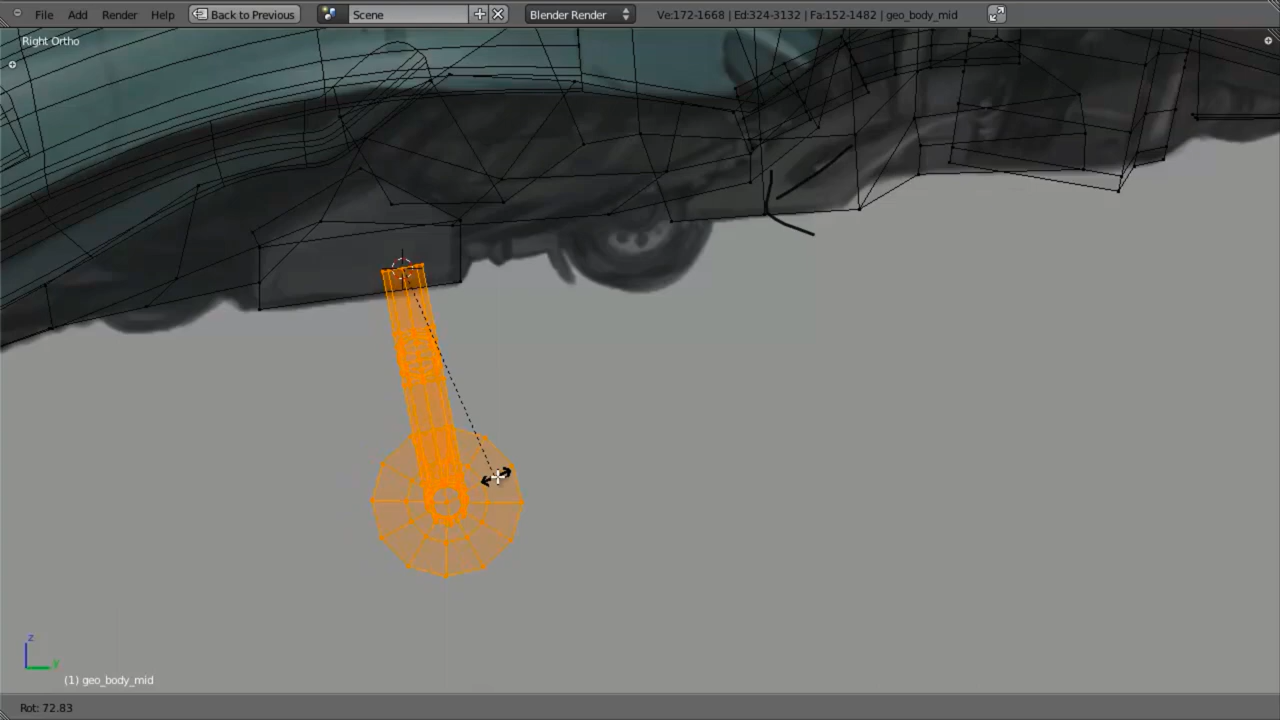 File Add Render Help Back to Previous Scene Blender Render Ve:172-1668 | Ed:324-3132 | Fa:152-1482 | geo_body_mid
Right Ortho
z
y
(1) geo_body_mid
Rot: 72.83